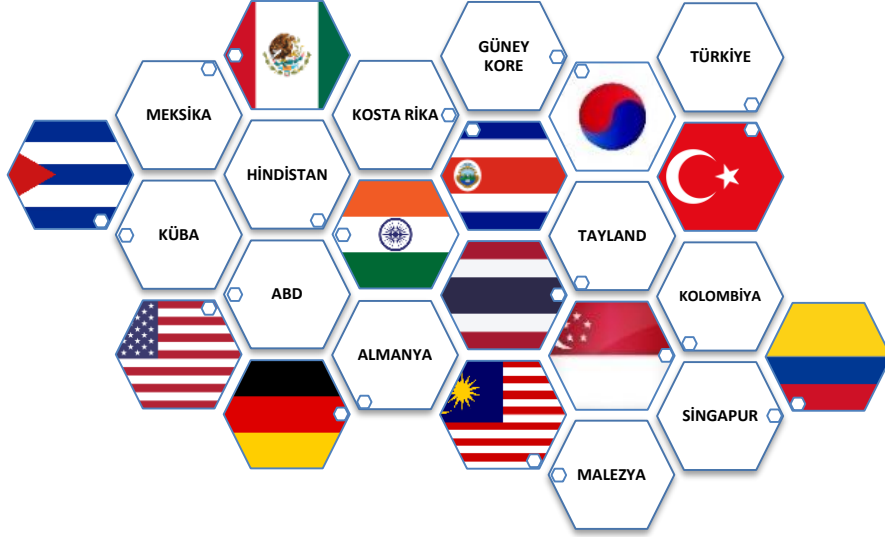 GÜNEY
KORE
TÜRKİYE
MEKSİKA
KOSTA RİKA
HİNDİSTAN
KÜBA
TAYLAND
ABD
KOLOMBİYA
ALMANYA
SİNGAPUR
MALEZYA